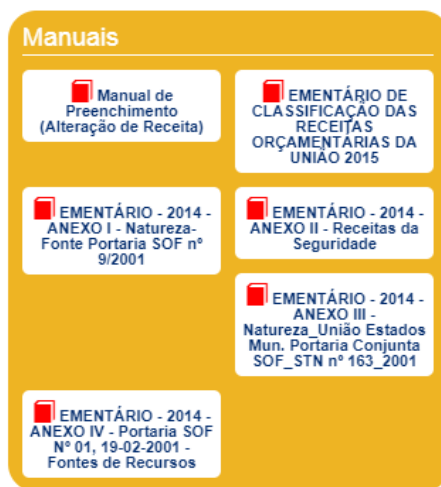 Manuais
Manual de
Preenchimento
(Alteração de Receita)
EMENTÁRIO DE
CLASSIFICAÇÃO DAS
RECEITAS
ORÇAMENTÁRIAS DA
UNIÃO 2015
EMENTÁRIO - 2014 -
ANEXO I - Natureza-
Fonte Portaria SOF nº
9/2001
EMENTÁRIO - 2014 -
ANEXO II - Receitas da
Seguridade
EMENTÁRIO - 2014 -
ANEXO III -
Natureza_União Estados
Mun. Portaria Conjunta
SOF_STN nº 163_2001
EMENTÁRIO - 2014 -
ANEXO IV - Portaria SOF
Nº 01, 19-02-2001 -
Fontes de Recursos